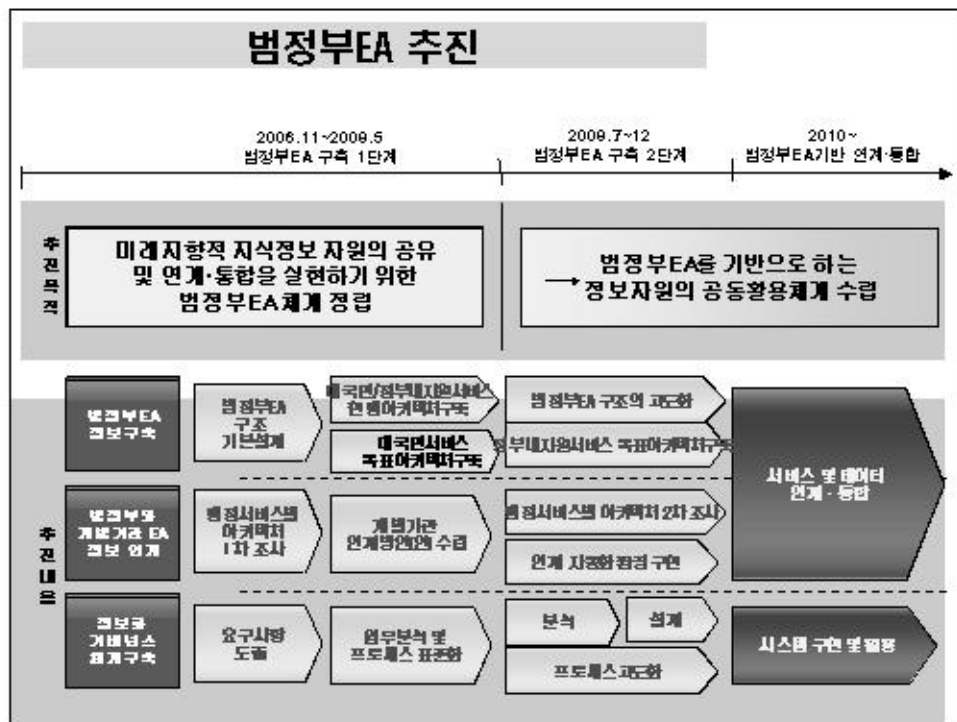 범정부EA 추진
2006.11~2009.5
범정부EA 구축 1단계
2009.7~12
범정부EA 구축 2단계
2010~
범정부EA기반 연계·통합
추진목적
미래지향적 지식정보 자원의 공유
및 연계·통합을 실현하기 위한
범정부EA체계 정립
범정부EA를 기반으로 하는
정보자원의 공동활용체계 수립
추진내용
범정부EA
정보구축
범정부EA
구조
기본설계
대국민/정부내지원서비스
현행아키텍처구축
대국민서비스
목표아키텍처구축
범정부EA 구조의 고도화
정부내지원서비스 목표아키텍처구축
서비스 및 데이터
연계·통합
범정부와
개별기관 EA
정보 연계
행정서비스별
아키텍처
1차 조사
개별기관
연계방안(안) 수립
행정서비스별 아키텍처 2차 조사
연계 자동화 환경 구현
정보화
거버넌스
체계구축
요구사항
도출
업무분석 및
프로세스 표준화
분석
설계
프로세스고도화
시스템 구현 및 활용